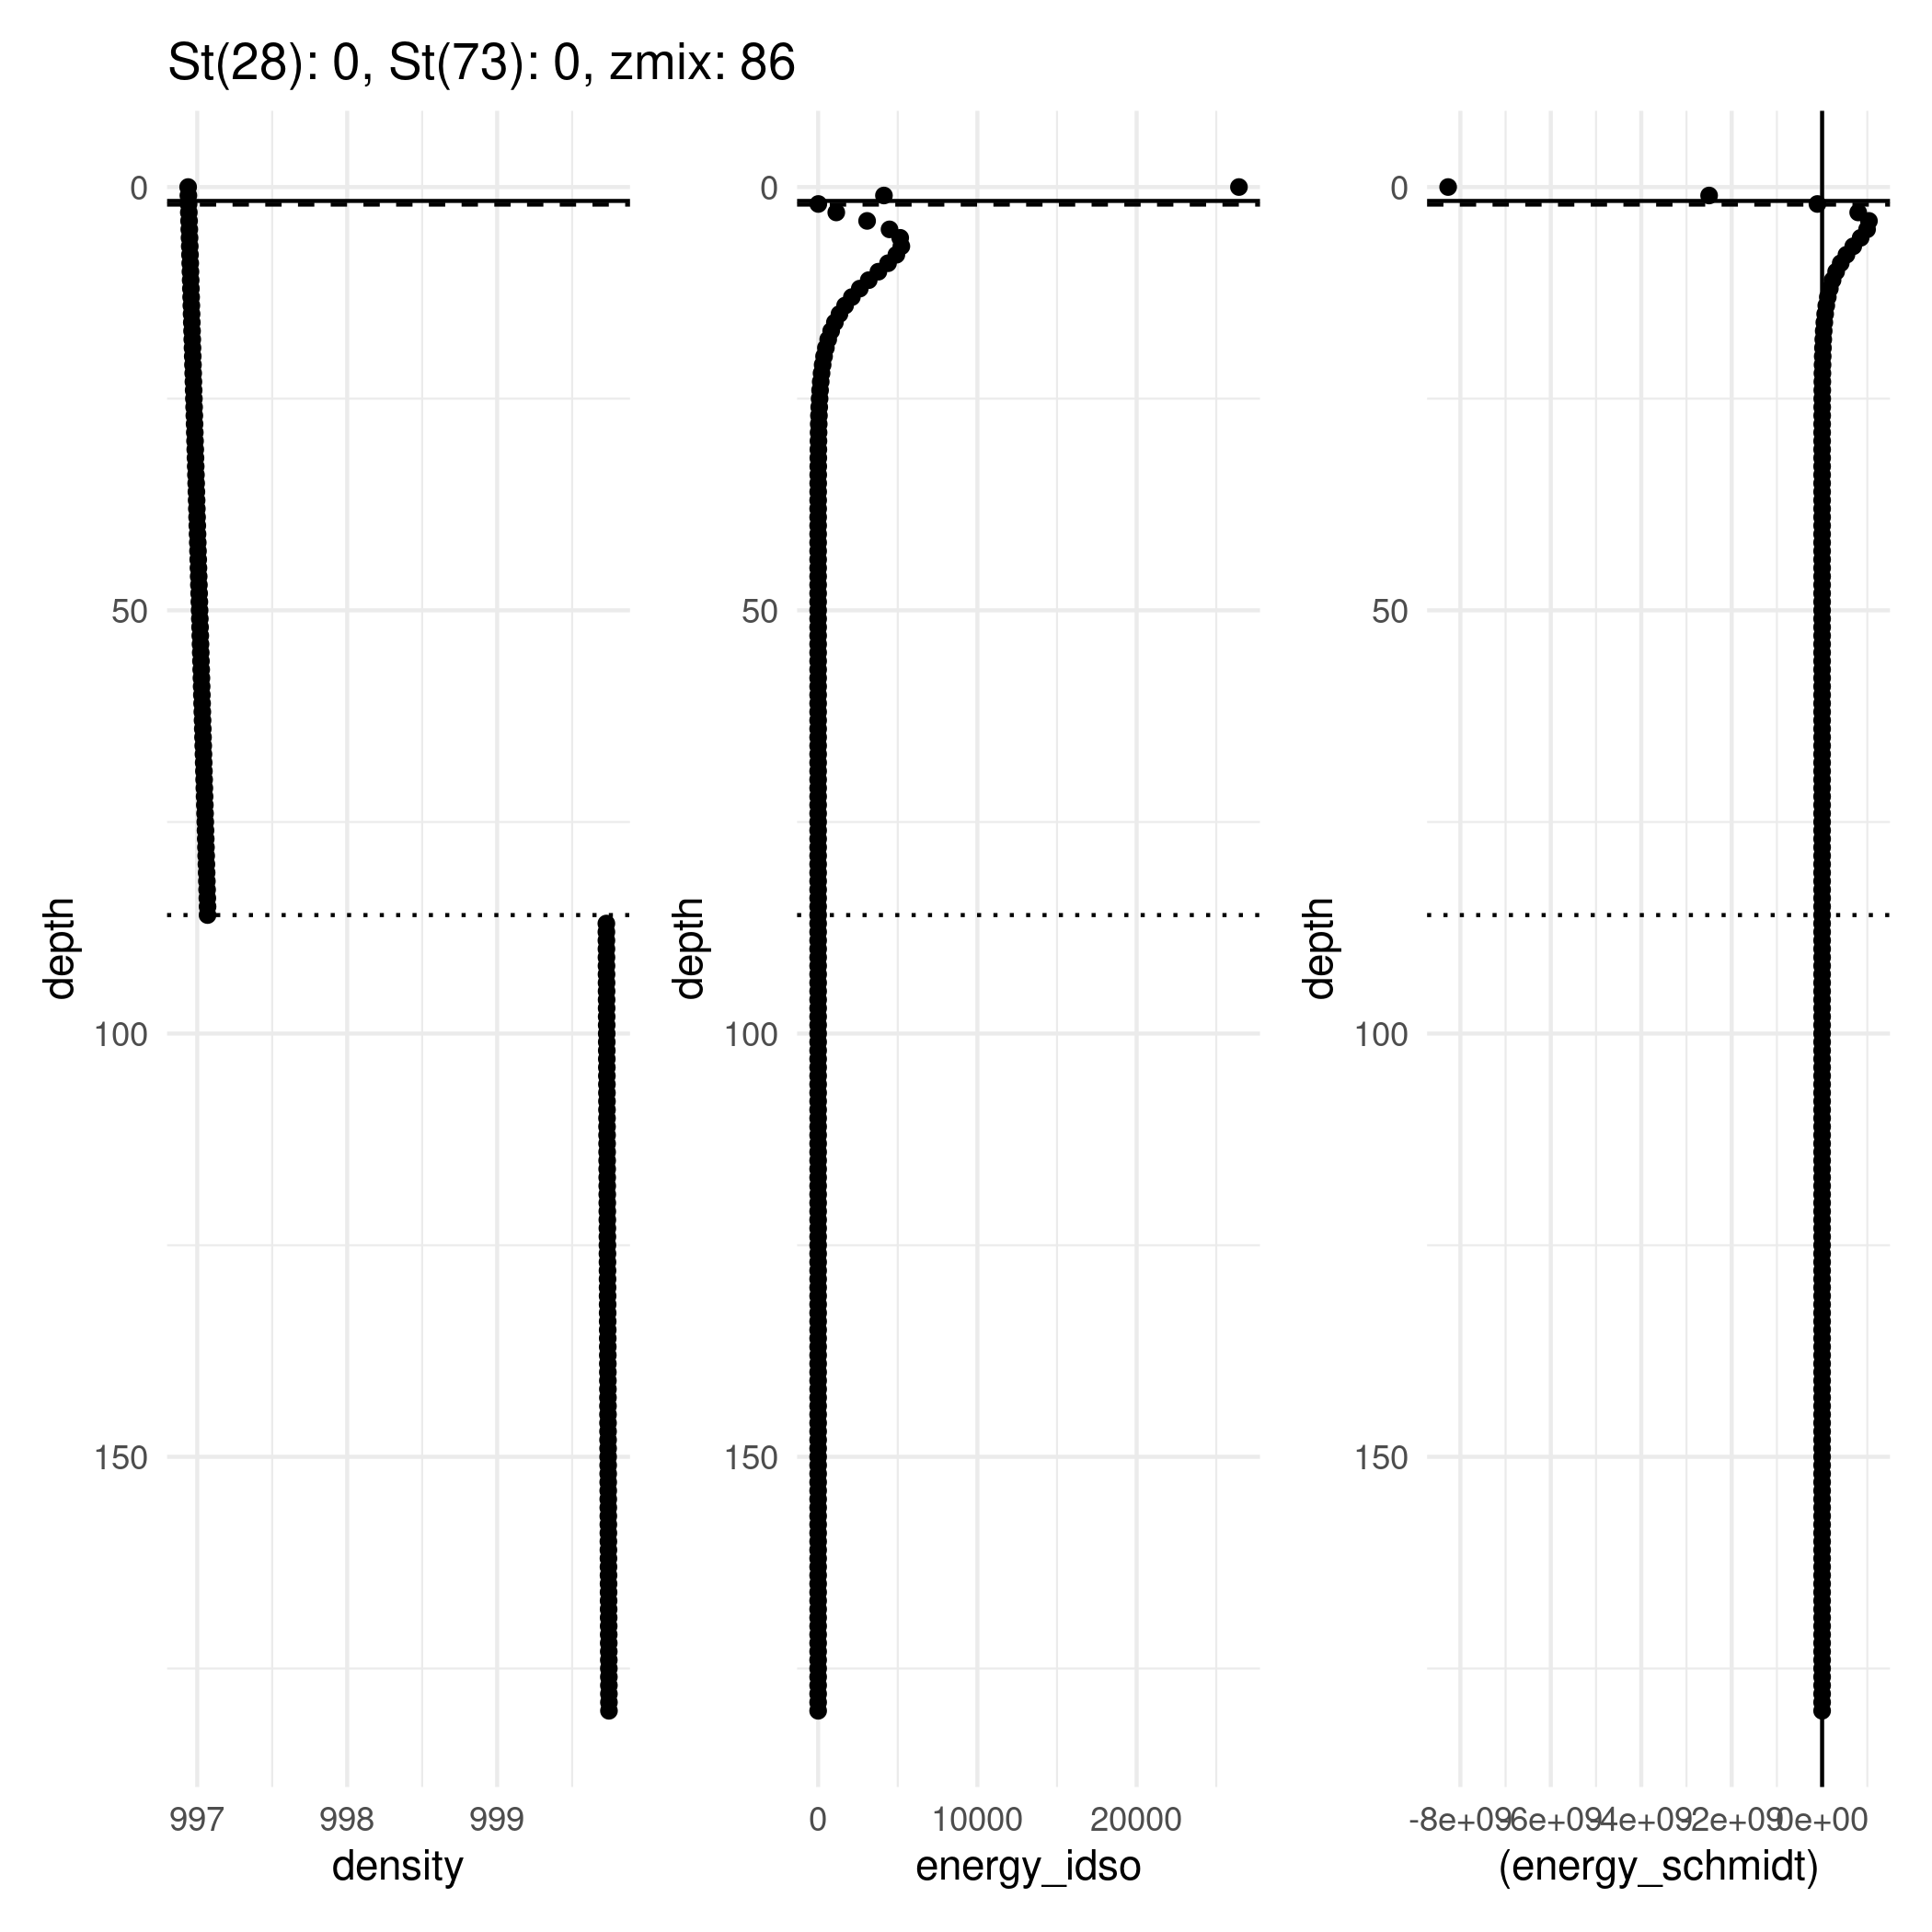 St(28): 0, St(73): 0, zmix: 86
depth
0
50
100
150
997
998
999
density
depth
0
50
100
150
0
10000
20000
energy_idso
depth
0
50
100
150
-8e+09
-6e+09
-4e+09
-2e+09
0e+00
(energy_schmidt)